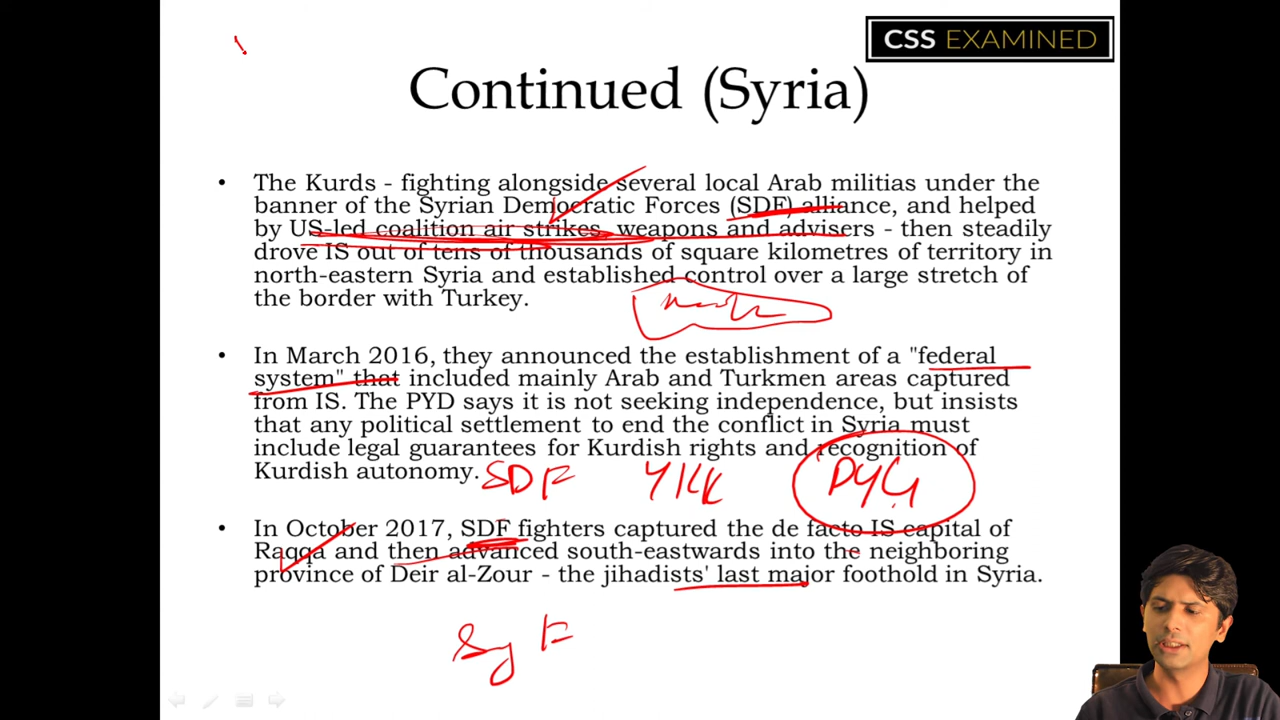 CSS EXAMINED
Continued (Syria)
• The Kurds - fighting alongside several local Arab militias under the
banner of the Syrian Democratic Forces (SDF) alliance, and helped
by US-led coalition air strikes, weapons and advisers - then steadily
drove IS out of tens of thousands of square kilometres of territory in
north-eastern Syria and established control over a large stretch of
the border with Turkey.
• In March 2016, they announced the establishment of a "federal
system" that included mainly Arab and Turkmen areas captured
from IS. The PYD says it is not seeking independence, but insists
that any political settlement to end the conflict in Syria must
include legal guarantees for Kurdish rights and recognition of
Kurdish autonomy.
SDF YKK PYG
• In October 2017, SDF fighters captured the de facto IS capital of
Raqqa and then advanced south-eastwards into the neighboring
province of Deir al-Zour - the jihadists' last major foothold in Syria.